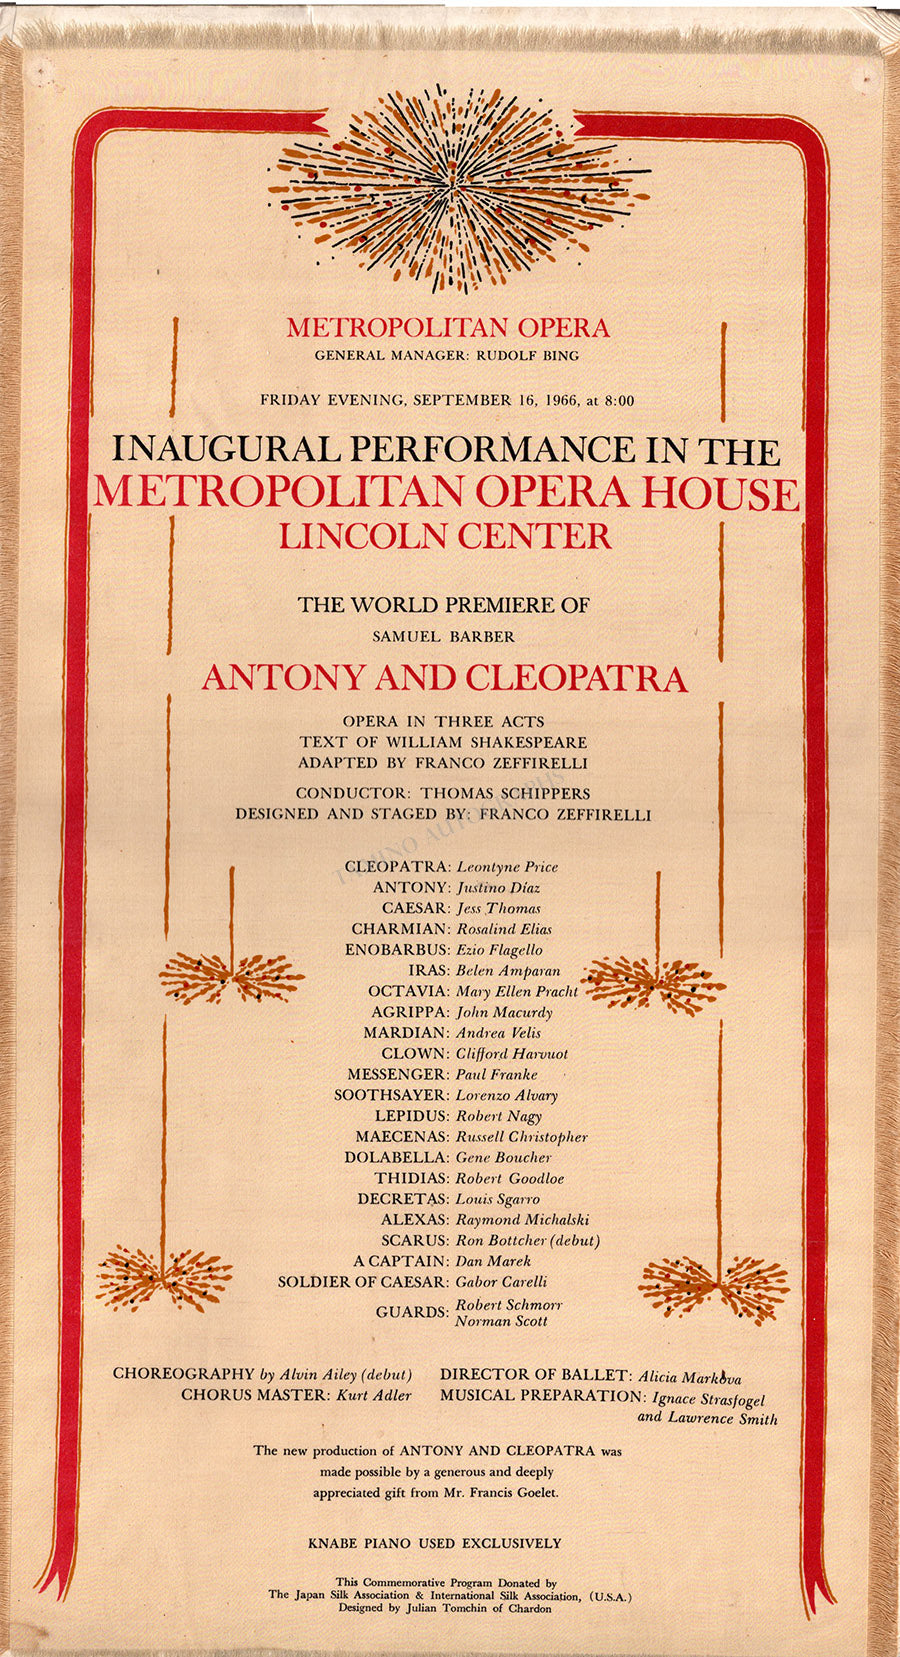 METROPOLITAN OPERA
GENERAL MANAGER: RUDOLF BING
FRIDAY EVENING, SEPTEMBER 16, 1966, at 8:00
INAUGURAL PERFORMANCE IN THE
METROPOLITAN OPERA HOUSE
LINCOLN CENTER
THE WORLD PREMIERE OF
SAMUEL BARBER
ANTONY AND CLEOPATRA
OPERA IN THREE ACTS
TEXT OF WILLIAM SHAKESPEARE
ADAPTED BY FRANCO ZEFFIRELLI
CONDUCTOR: THOMAS SCHIPPERS
DESIGNED AND STAGED BY: FRANCO ZEFFIRELLI
TAMINO AUTOGRAPHS
CLEOPATRA: Leontyne Price
ANTONY: Justino Díaz
CAESAR: Jess Thomas
CHARMIAN: Rosalind Elias
ENOBARBUS: Ezio Flagello
IRAS: Belen Amparan
OCTAVIA: Mary Ellen Pracht
AGRIPPA: John Macurdy
MARDIAN: Andrea Velis
CLOWN: Clifford Harvuot
MESSENGER: Paul Franke
SOOTHSAYER: Lorenzo Alvary
LEPIDUS: Robert Nagy
MAECENAS: Russell Christopher
DOLABELLA: Gene Boucher
THIDIAS: Robert Goodloe
DECRETAS: Louis Sgarro
ALEXAS: Raymond Michalski
SCARUS: Ron Bottcher (debut)
A CAPTAIN: Dan Marek
SOLDIER OF CAESAR: Gabor Carelli
GUARDS: Robert Schmorr
Norman Scott
CHOREOGRAPHY by Alvin Ailey (debut)
CHORUS MASTER: Kurt Adler
DIRECTOR OF BALLET: Alicia Markova
MUSICAL PREPARATION: Ignace Strasfogel
and Lawrence Smith
The new production of ANTONY AND CLEOPATRA was
made possible by a generous and deeply
appreciated gift from Mr. Francis Goelet.
KNABE PIANO USED EXCLUSIVELY
This Commemorative Program Donated by
The Japan Silk Association & International Silk Association, (U.S.A.)
Designed by Julian Tomchin of Chardon